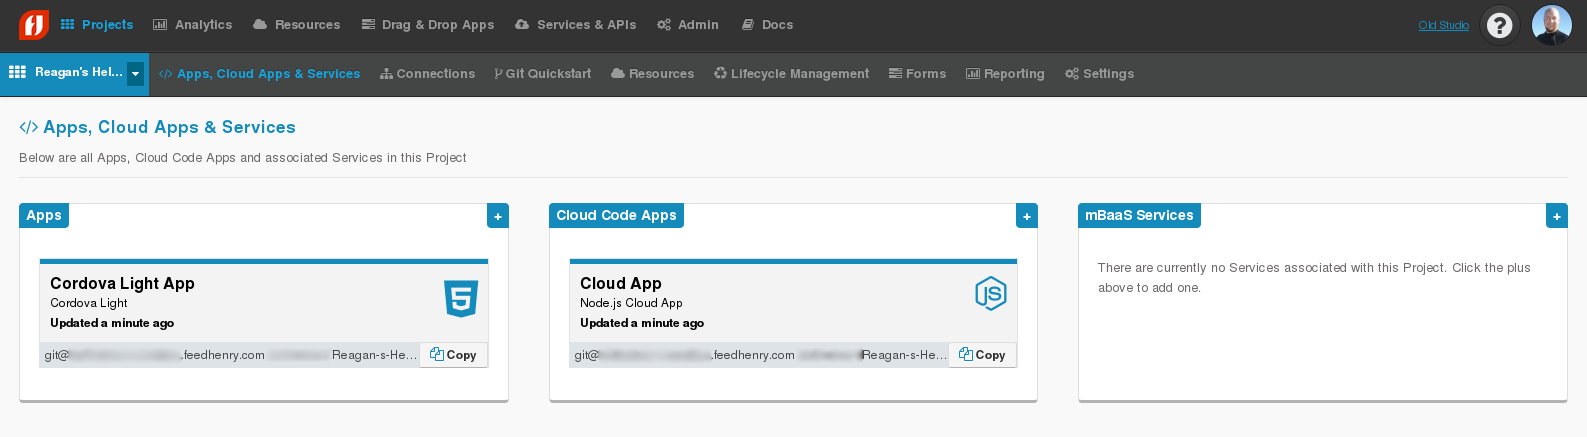 Projects Analytics Resources Drag & Drop Apps Services & APIs Admin Docs Old Studio ?
Reagan's Hel... Apps, Cloud Apps & Services Connections Git Quickstart Resources Lifecycle Management Forms Reporting Settings
Apps, Cloud Apps & Services
Below are all Apps, Cloud Code Apps and associated Services in this Project
Apps +
Cordova Light App
Cordova Light
Updated a minute ago
git@ .feedhenry.com Reagan-s-He... Copy
Cloud Code Apps +
Cloud App
Node.js Cloud App
Updated a minute ago
git@ .feedhenry.com Reagan-s-He... Copy
mBaaS Services +
There are currently no Services associated with this Project. Click the plus
above to add one.